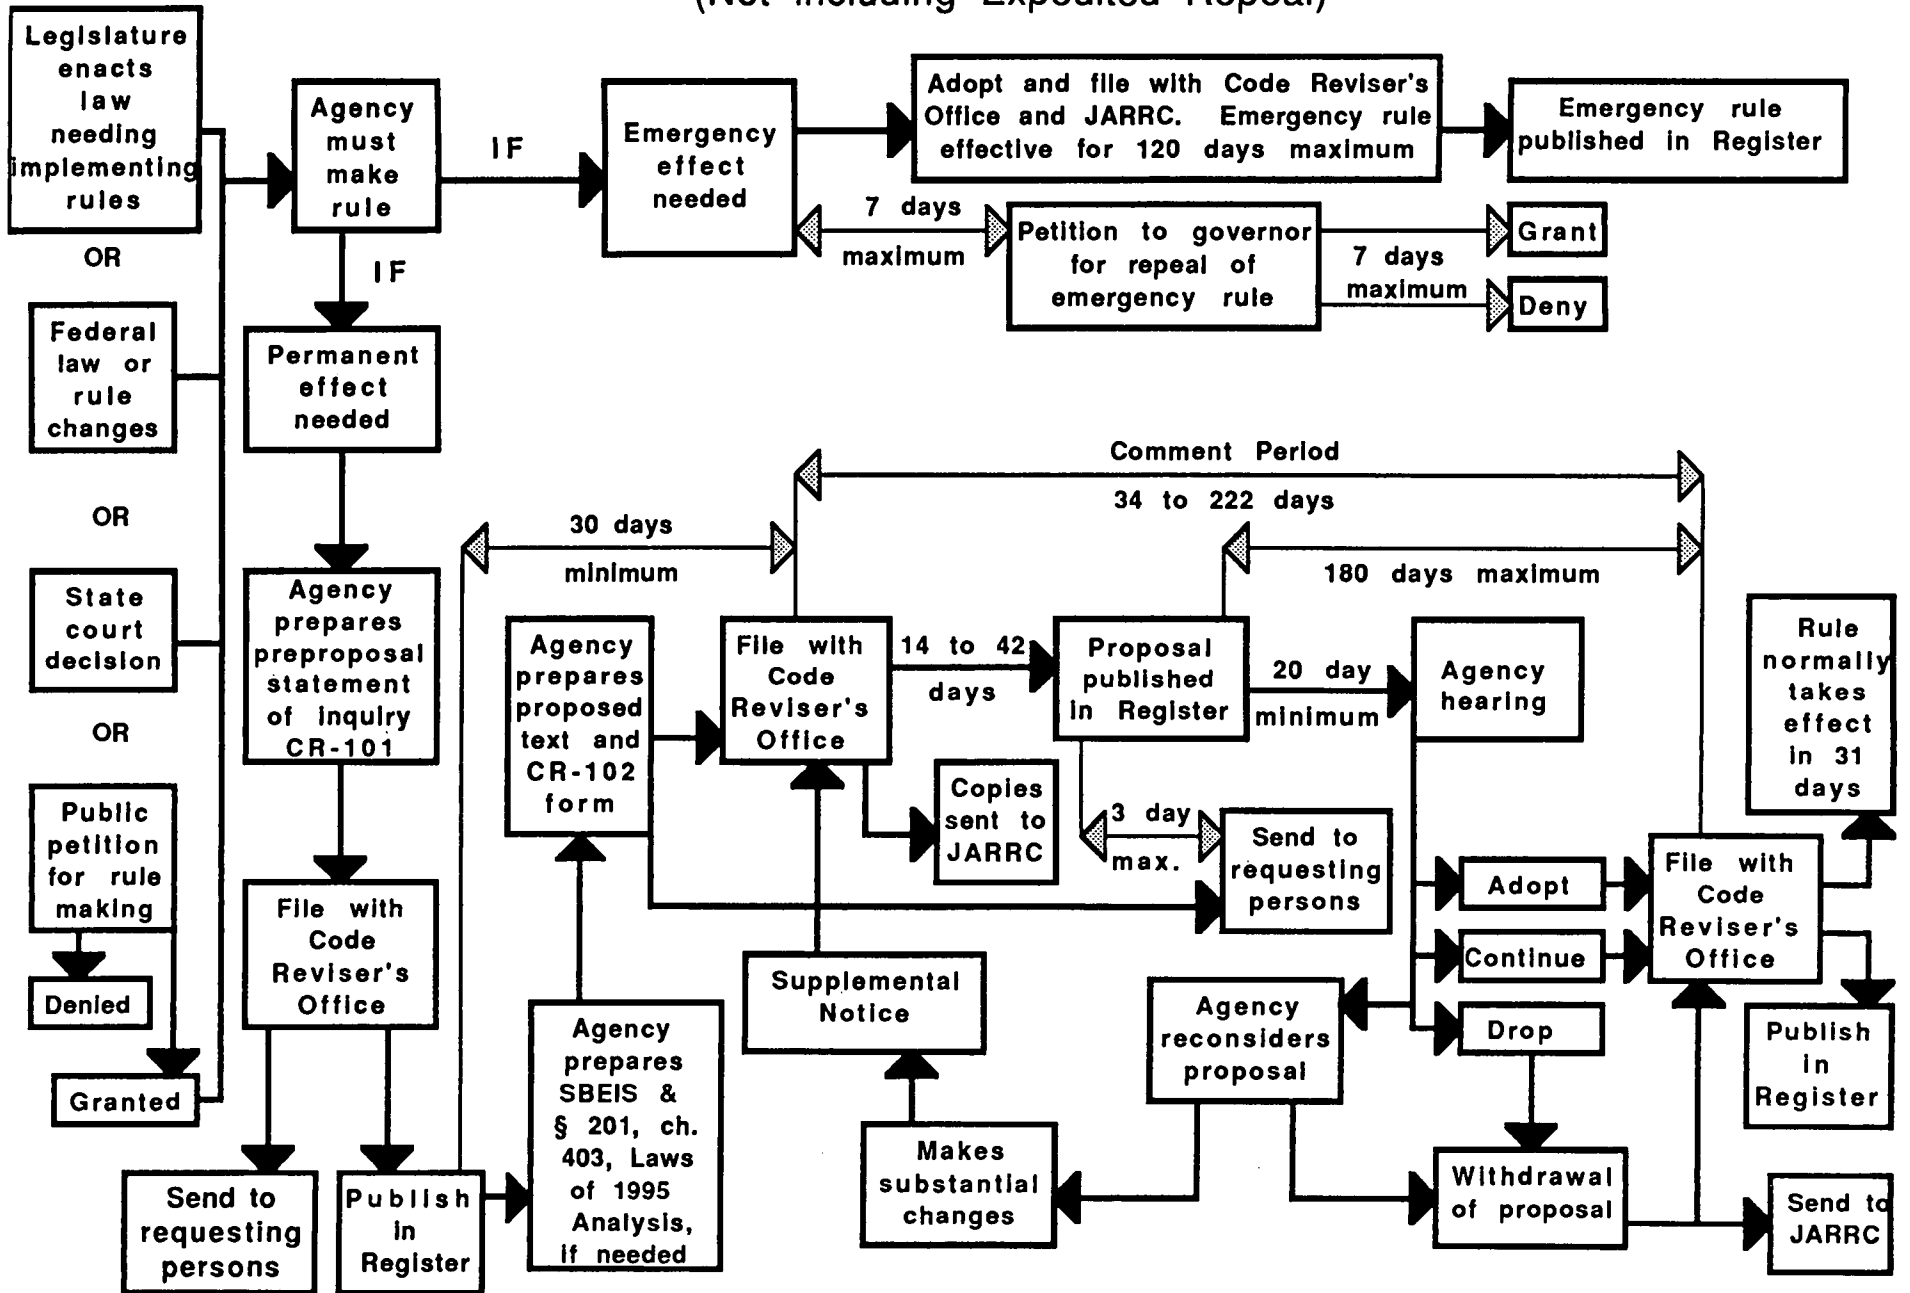 (Not including Expedited Repeal)
Legislature
enacts
law
needing
implementing
rules
OR
Federal
law or
rule
changes
OR
State
court
decision
OR
Public
petition
for rule
making
Denied
Granted
Agency
must
make
rule
IF
IF
Emergency
effect
needed
Adopt and file with Code Reviser's
Office and JARRC. Emergency rule
effective for 120 days maximum
Emergency rule
published in Register
7 days
maximum
Petition to governor
for repeal of
emergency rule
7 days
maximum
Grant
Deny
Permanent
effect
needed
Agency
prepares
preproposal
statement
of inquiry
CR-101
File with
Code
Reviser's
Office
Send to
requesting
persons
Publish
in
Register
30 days
minimum
Agency
prepares
SBEIS &
§ 201, ch.
403, Laws
of 1995
Analysis,
if needed
Agency
prepares
proposed
text and
CR-102
form
File with
Code
Reviser's
Office
Comment Period
34 to 222 days
180 days maximum
14 to 42
days
Copies
sent to
JARRC
Proposal
published
in Register
3 day
max.
Send to
requesting
persons
20 day
minimum
Agency
hearing
Adopt
Continue
Drop
Agency
reconsiders
proposal
Makes
substantial
changes
Supplemental
Notice
Withdrawal
of proposal
File with
Code
Reviser's
Office
Rule
normally
takes
effect
in 31
days
Publish
in
Register
Send to
JARRC